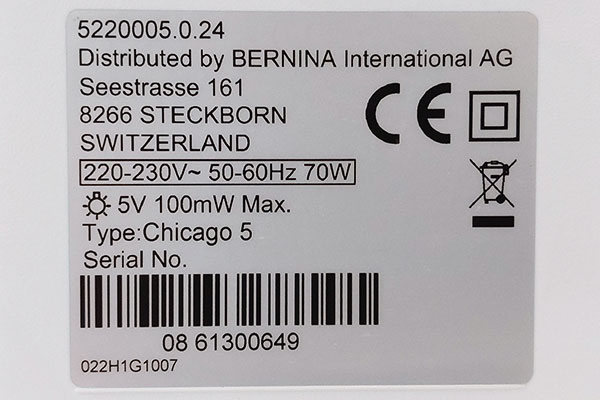 5220005.0.24
Distributed by BERNINA International AG
Seestrasse 161
8266 STECKBORN
SWITZERLAND
CE
220-230V~ 50-60Hz 70W
5V 100mW Max.
Type:Chicago 5
Serial No.
08 61300649
022H1G1007